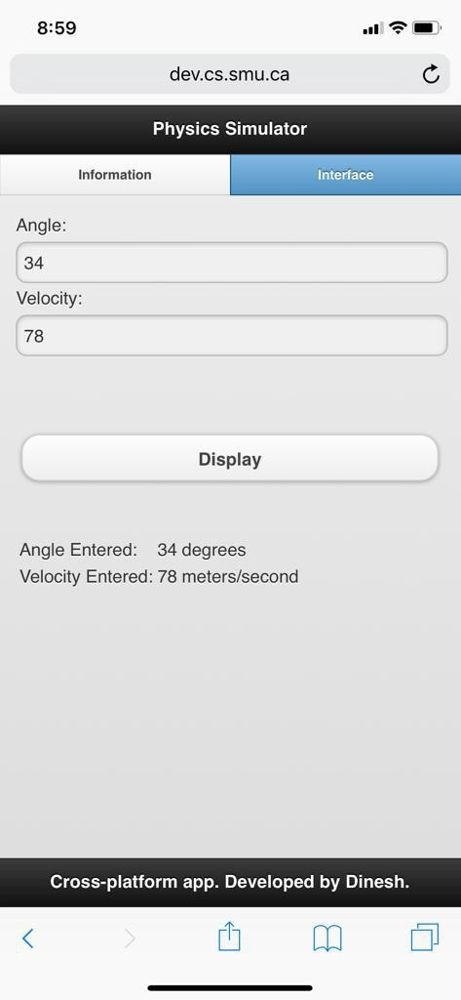 8:59
dev.cs.smu.ca
Physics Simulator
Information Interface
Angle:
34
Velocity:
78
Display
Angle Entered: 34 degrees
Velocity Entered: 78 meters/second
Cross-platform app. Developed by Dinesh.